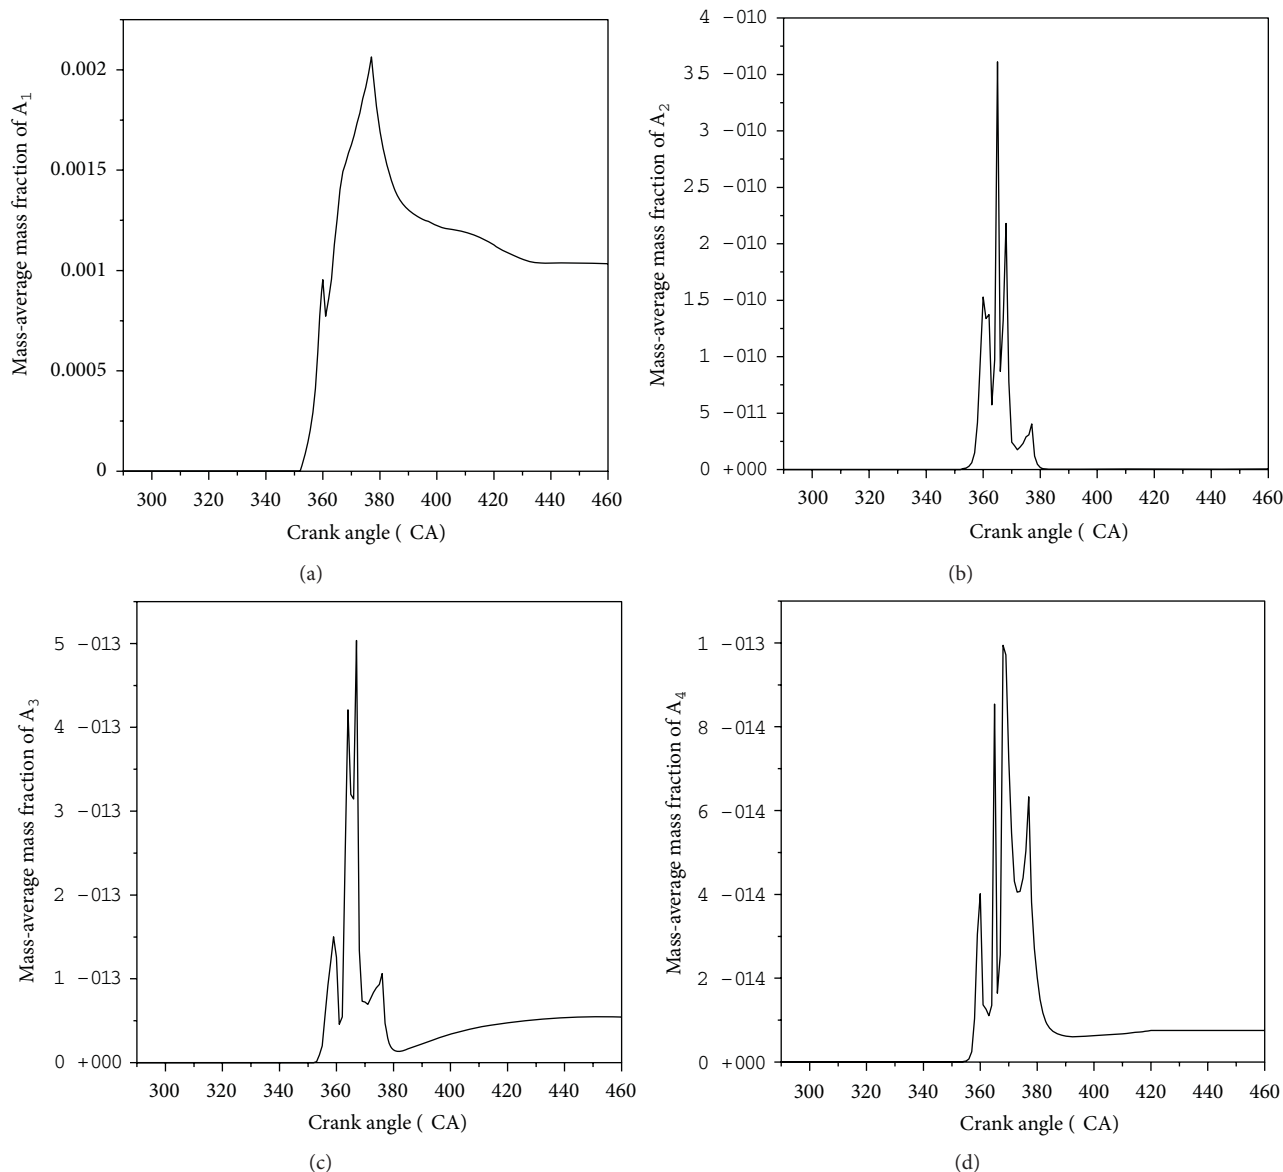 Mass-average mass fraction of A1
0.002
0.0015
0.001
0.0005
0
300 320 340 360 380 400 420 440 460
Crank angle ( CA)
(a)
Mass-average mass fraction of A2
4 −010
3.5 −010
3 −010
2.5 −010
2 −010
1.5 −010
1 −010
5 −011
0 +000
300 320 340 360 380 400 420 440 460
Crank angle ( CA)
(b)
Mass-average mass fraction of A3
5 −013
4 −013
3 −013
2 −013
1 −013
0 +000
300 320 340 360 380 400 420 440 460
Crank angle ( CA)
(c)
Mass-average mass fraction of A4
1 −013
8 −014
6 −014
4 −014
2 −014
0 +000
300 320 340 360 380 400 420 440 460
Crank angle ( CA)
(d)